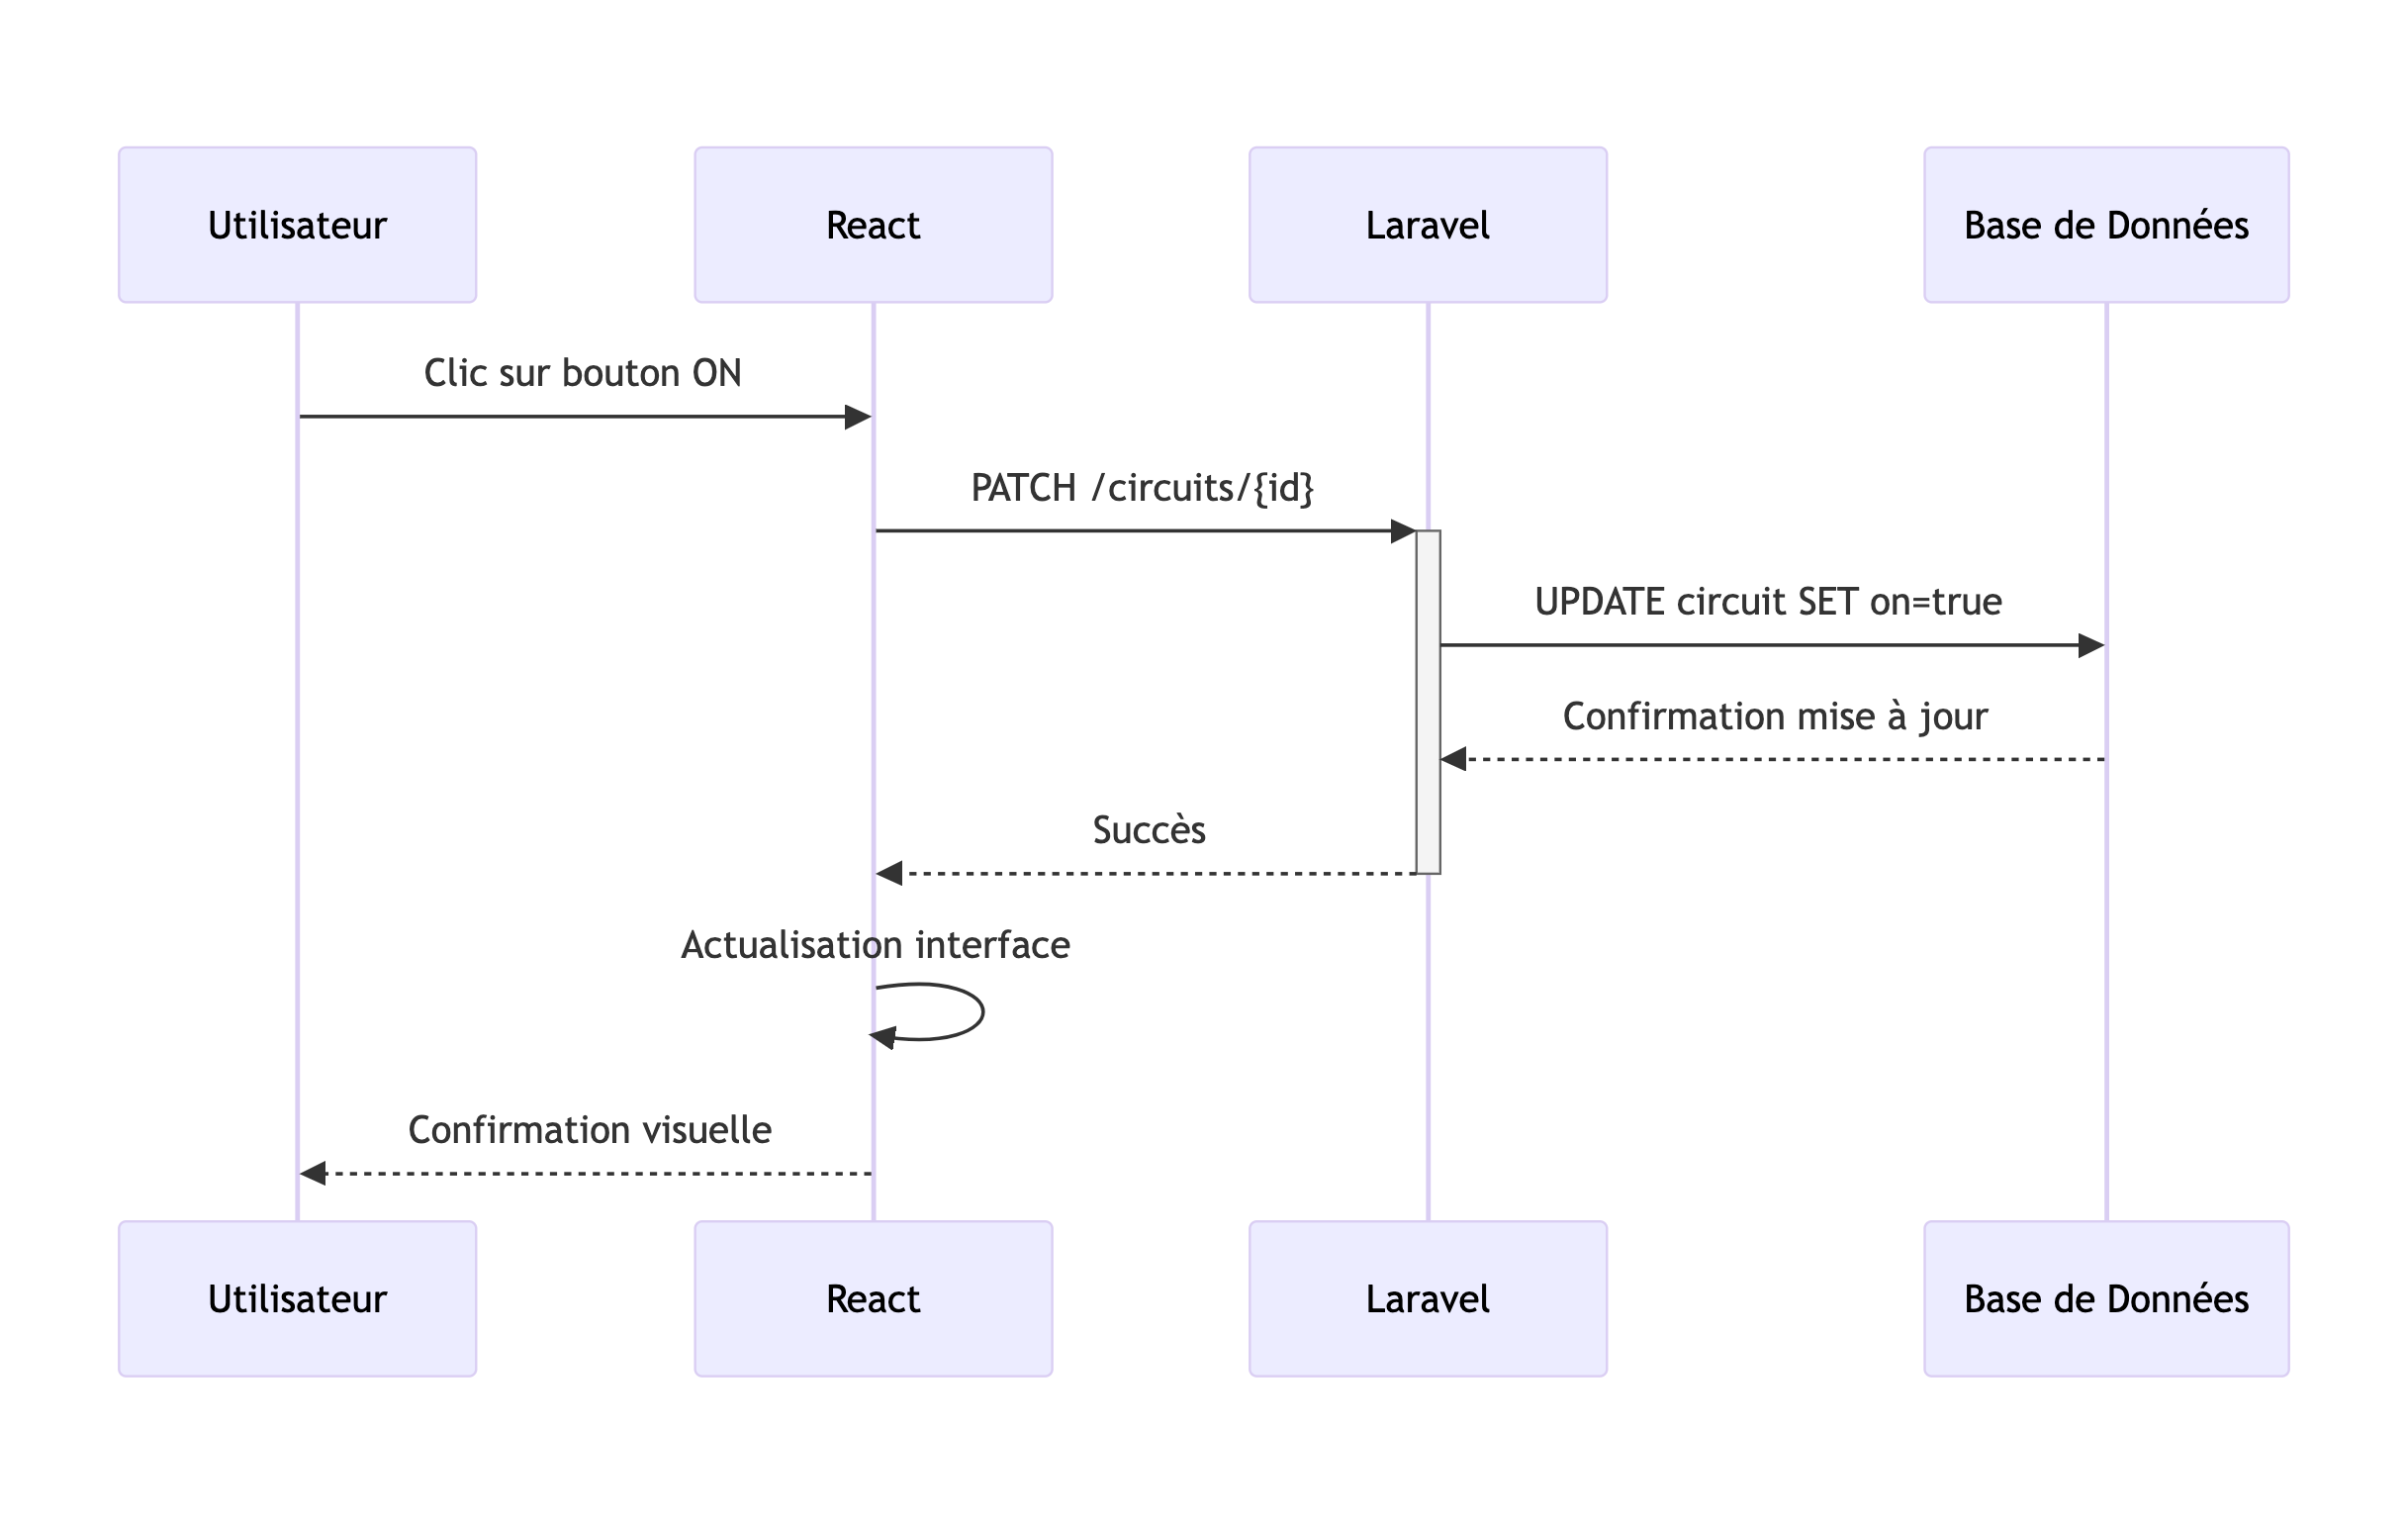 Utilisateur
React
Laravel
Base de Données
Clic sur bouton ON
PATCH /circuits/{id}
UPDATE circuit SET on=true
Confirmation mise à jour
Succès
Actualisation interface
Confirmation visuelle
Utilisateur
React
Laravel
Base de Données